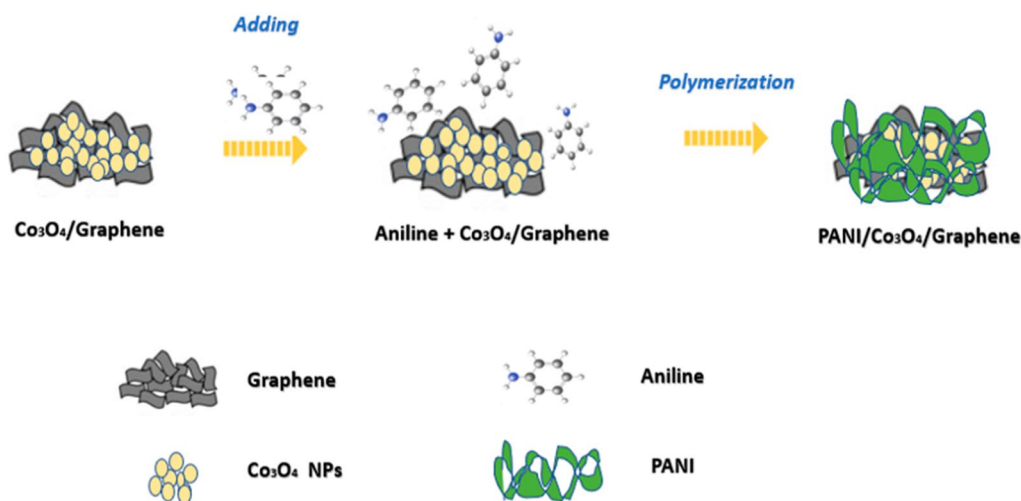 Adding
Polymerization
Co₃O₄/Graphene
Aniline + Co₃O₄/Graphene
PANI/Co₃O₄/Graphene
Graphene
Aniline
Co₃O₄ NPs
PANI